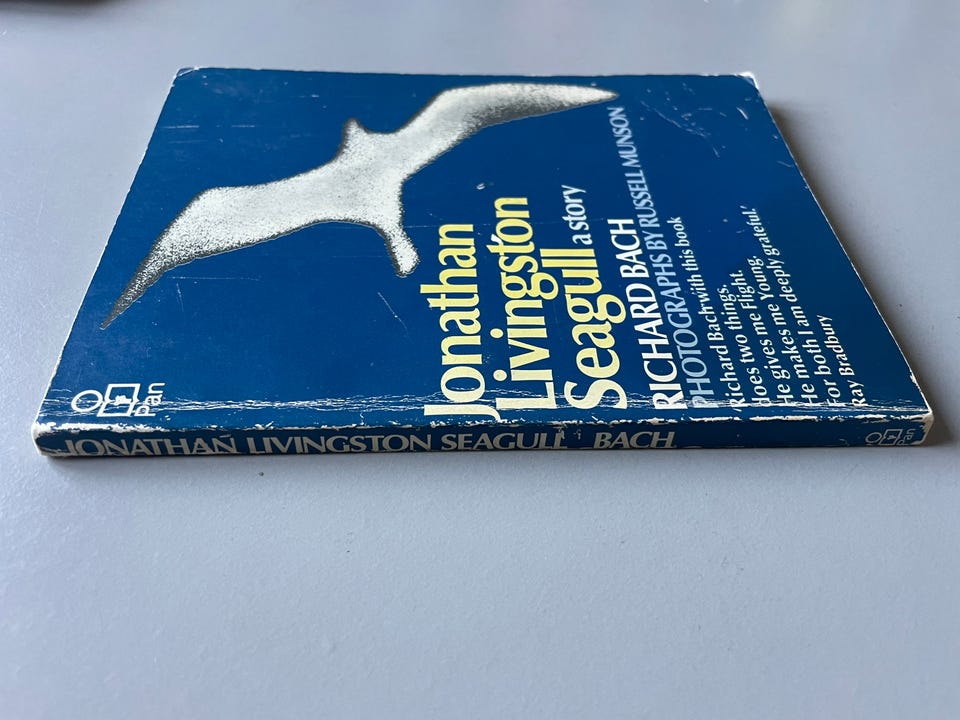 Jonathan
Livingston
Seagull a story
RICHARD BACH
PHOTOGRAPHS BY RUSSELL MUNSON
'Richard Bach with this book
does two things.
He gives me Flight.
He makes me Young.
For both I am deeply grateful.'
Ray Bradbury
Pan
JONATHAN LIVINGSTON SEAGULL BACH
Pan